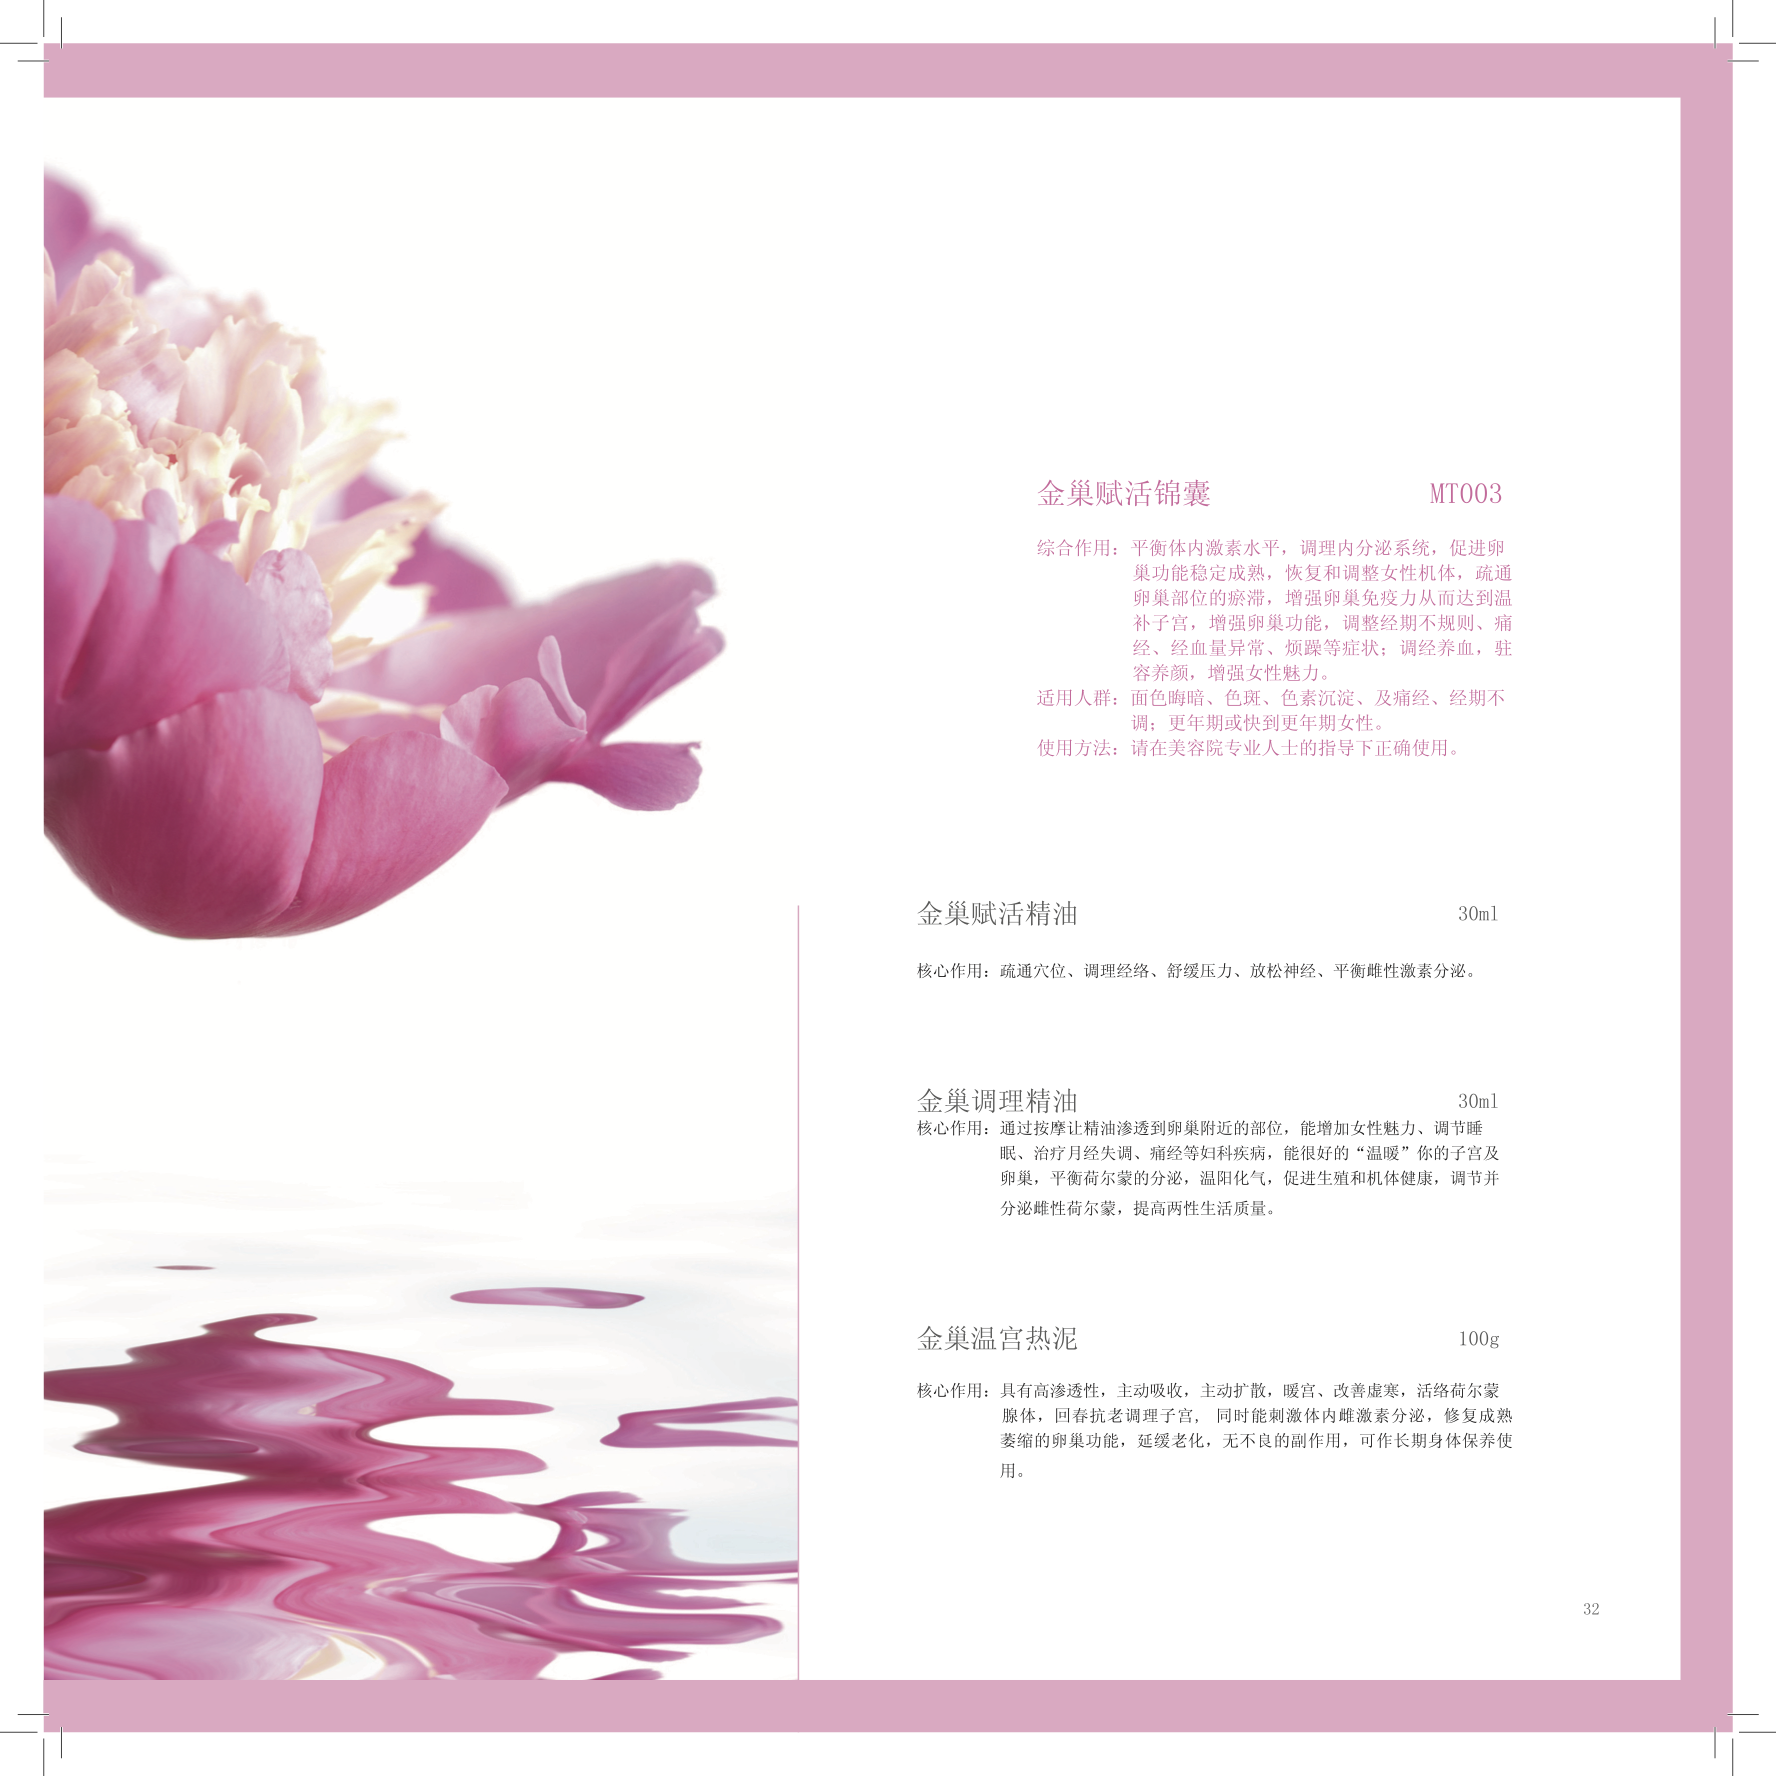 金巢赋活锦囊 MT003
综合作用：平衡体内激素水平，调理内分泌系统，促进卵
巢功能稳定成熟，恢复和调整女性机体，疏通
卵巢部位的瘀滞，增强卵巢免疫力从而达到温
补子宫，增强卵巢功能，调整经期不规则、痛
经、经血量异常、烦躁等症状；调经养血，驻
容养颜，增强女性魅力。
适用人群：面色晦暗、色斑、色素沉淀、及痛经、经期不
调；更年期或快到更年期女性。
使用方法：请在美容院专业人士的指导下正确使用。
金巢赋活精油 30ml
核心作用：疏通穴位、调理经络、舒缓压力、放松神经、平衡雌性激素分泌。
金巢调理精油 30ml
核心作用：通过按摩让精油渗透到卵巢附近的部位，能增加女性魅力、调节睡
眠、治疗月经失调、痛经等妇科疾病，能很好的“温暖”你的子宫及
卵巢，平衡荷尔蒙的分泌，温阳化气，促进生殖和机体健康，调节并
分泌雌性荷尔蒙，提高两性生活质量。
金巢温宫热泥 100g
核心作用：具有高渗透性，主动吸收，主动扩散，暖宫、改善虚寒，活络荷尔蒙
腺体，回春抗老调理子宫， 同时能刺激体内雌激素分泌，修复成熟
萎缩的卵巢功能，延缓老化，无不良的副作用，可作长期身体保养使
用。
32